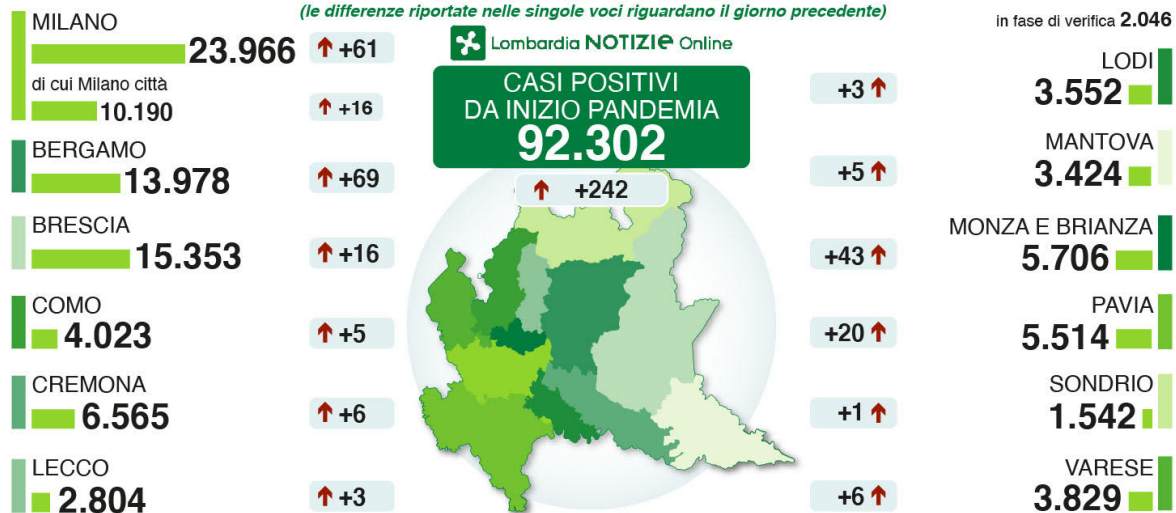 (le differenze riportate nelle singole voci riguardano il giorno precedente)
Lombardia NOTIZIE Online
CASI POSITIVI
DA INIZIO PANDEMIA
92.302
+242
MILANO
23.966
+61
di cui Milano città
10.190
+16
BERGAMO
13.978
+69
BRESCIA
15.353
+16
COMO
4.023
+5
CREMONA
6.565
+6
LECCO
2.804
+3
in fase di verifica 2.046
LODI
+3
3.552
MANTOVA
+5
3.424
MONZA E BRIANZA
+43
5.706
PAVIA
+20
5.514
SONDRIO
+1
1.542
VARESE
+6
3.829